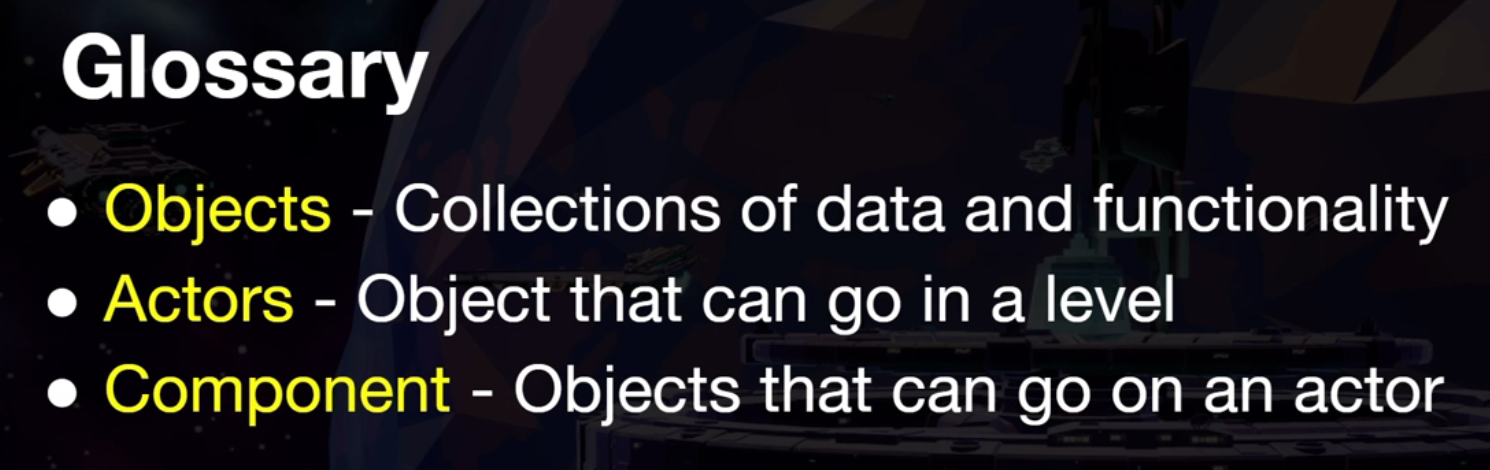 Glossary
● Objects - Collections of data and functionality
● Actors - Object that can go in a level
● Component - Objects that can go on an actor